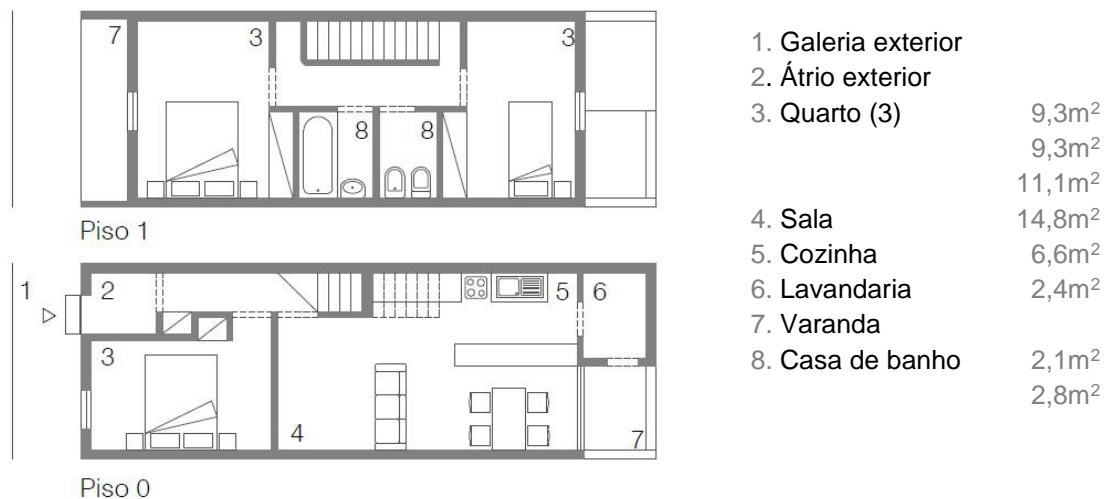 7 3 3
8 8
Piso 1
1 2 5 6
3
4 7
Piso 0
1. Galeria exterior
2. Átrio exterior
3. Quarto (3) 9,3m²
9,3m²
11,1m²
4. Sala 14,8m²
5. Cozinha 6,6m²
6. Lavandaria 2,4m²
7. Varanda
8. Casa de banho 2,1m²
2,8m²